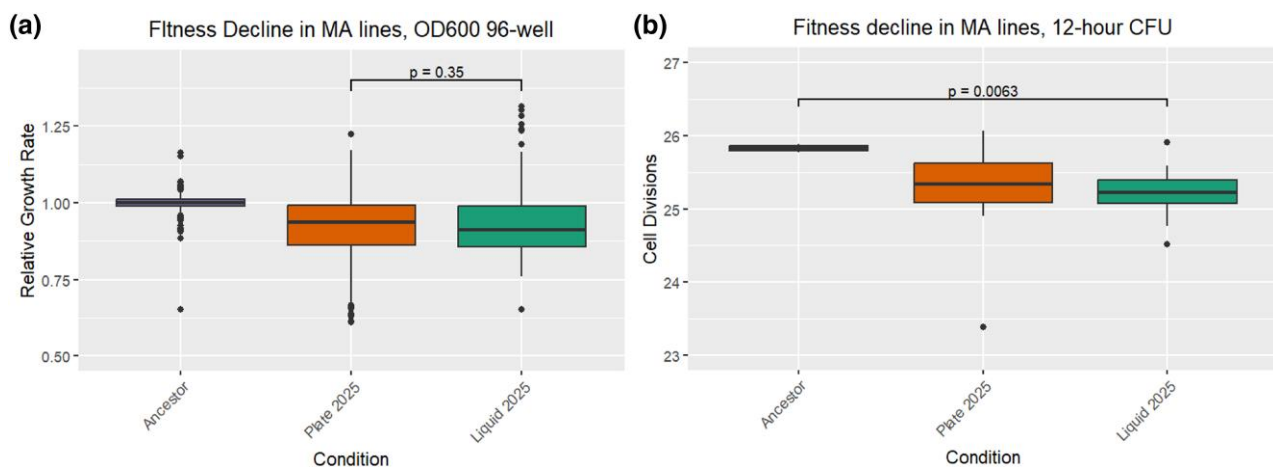 (a)
FItness Decline in MA lines, OD600 96-well
p = 0.35
1.25
1.00
0.75
0.50
Relative Growth Rate
Ancestor
Plate 2025
Liquid 2025
Condition
(b)
Fitness decline in MA lines, 12-hour CFU
p = 0.0063
27
26
25
24
23
Cell Divisions
Ancestor
Plate 2025
Liquid 2025
Condition